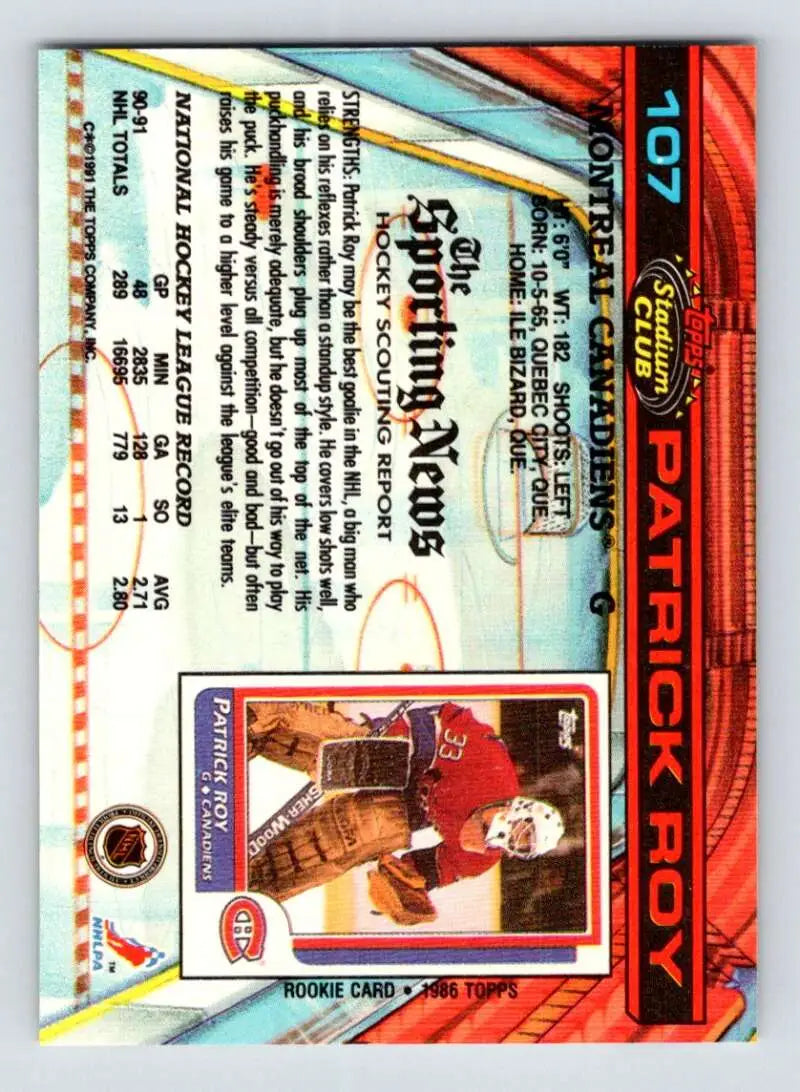 107
topps
Stadium
CLUB
PATRICK ROY
MONTREAL CANADIENS® G
HT: 6'0" WT: 182 SHOOTS: LEFT
BORN: 10-5-65, QUEBEC CITY, QUE.
HOME: ILE BIZARD, QUE.
The
Sporting News
HOCKEY SCOUTING REPORT
STRENGTHS: Patrick Roy may be the best goalie in the NHL, a big man who
relies on his reflexes rather than a standup style. He covers low shots well,
and his broad shoulders plug up most of the top of the net. His
puckhandling is merely adequate, but he doesn't go out of his way to play
the puck. He's steady versus all competition—good and bad—but often
raises his game to a higher level against the league's elite teams.
NATIONAL HOCKEY LEAGUE RECORD
GP MIN GA SO AVG
90-91 48 2835 128 1 2.71
NHL TOTALS 289 16695 779 13 2.80
C✻©1991 THE TOPPS COMPANY, INC.
topps
33
SHER-WOOD
PATRICK ROY
G ♦ CANADIENS
ROOKIE CARD • 1986 TOPPS
NHL
NHLPA™